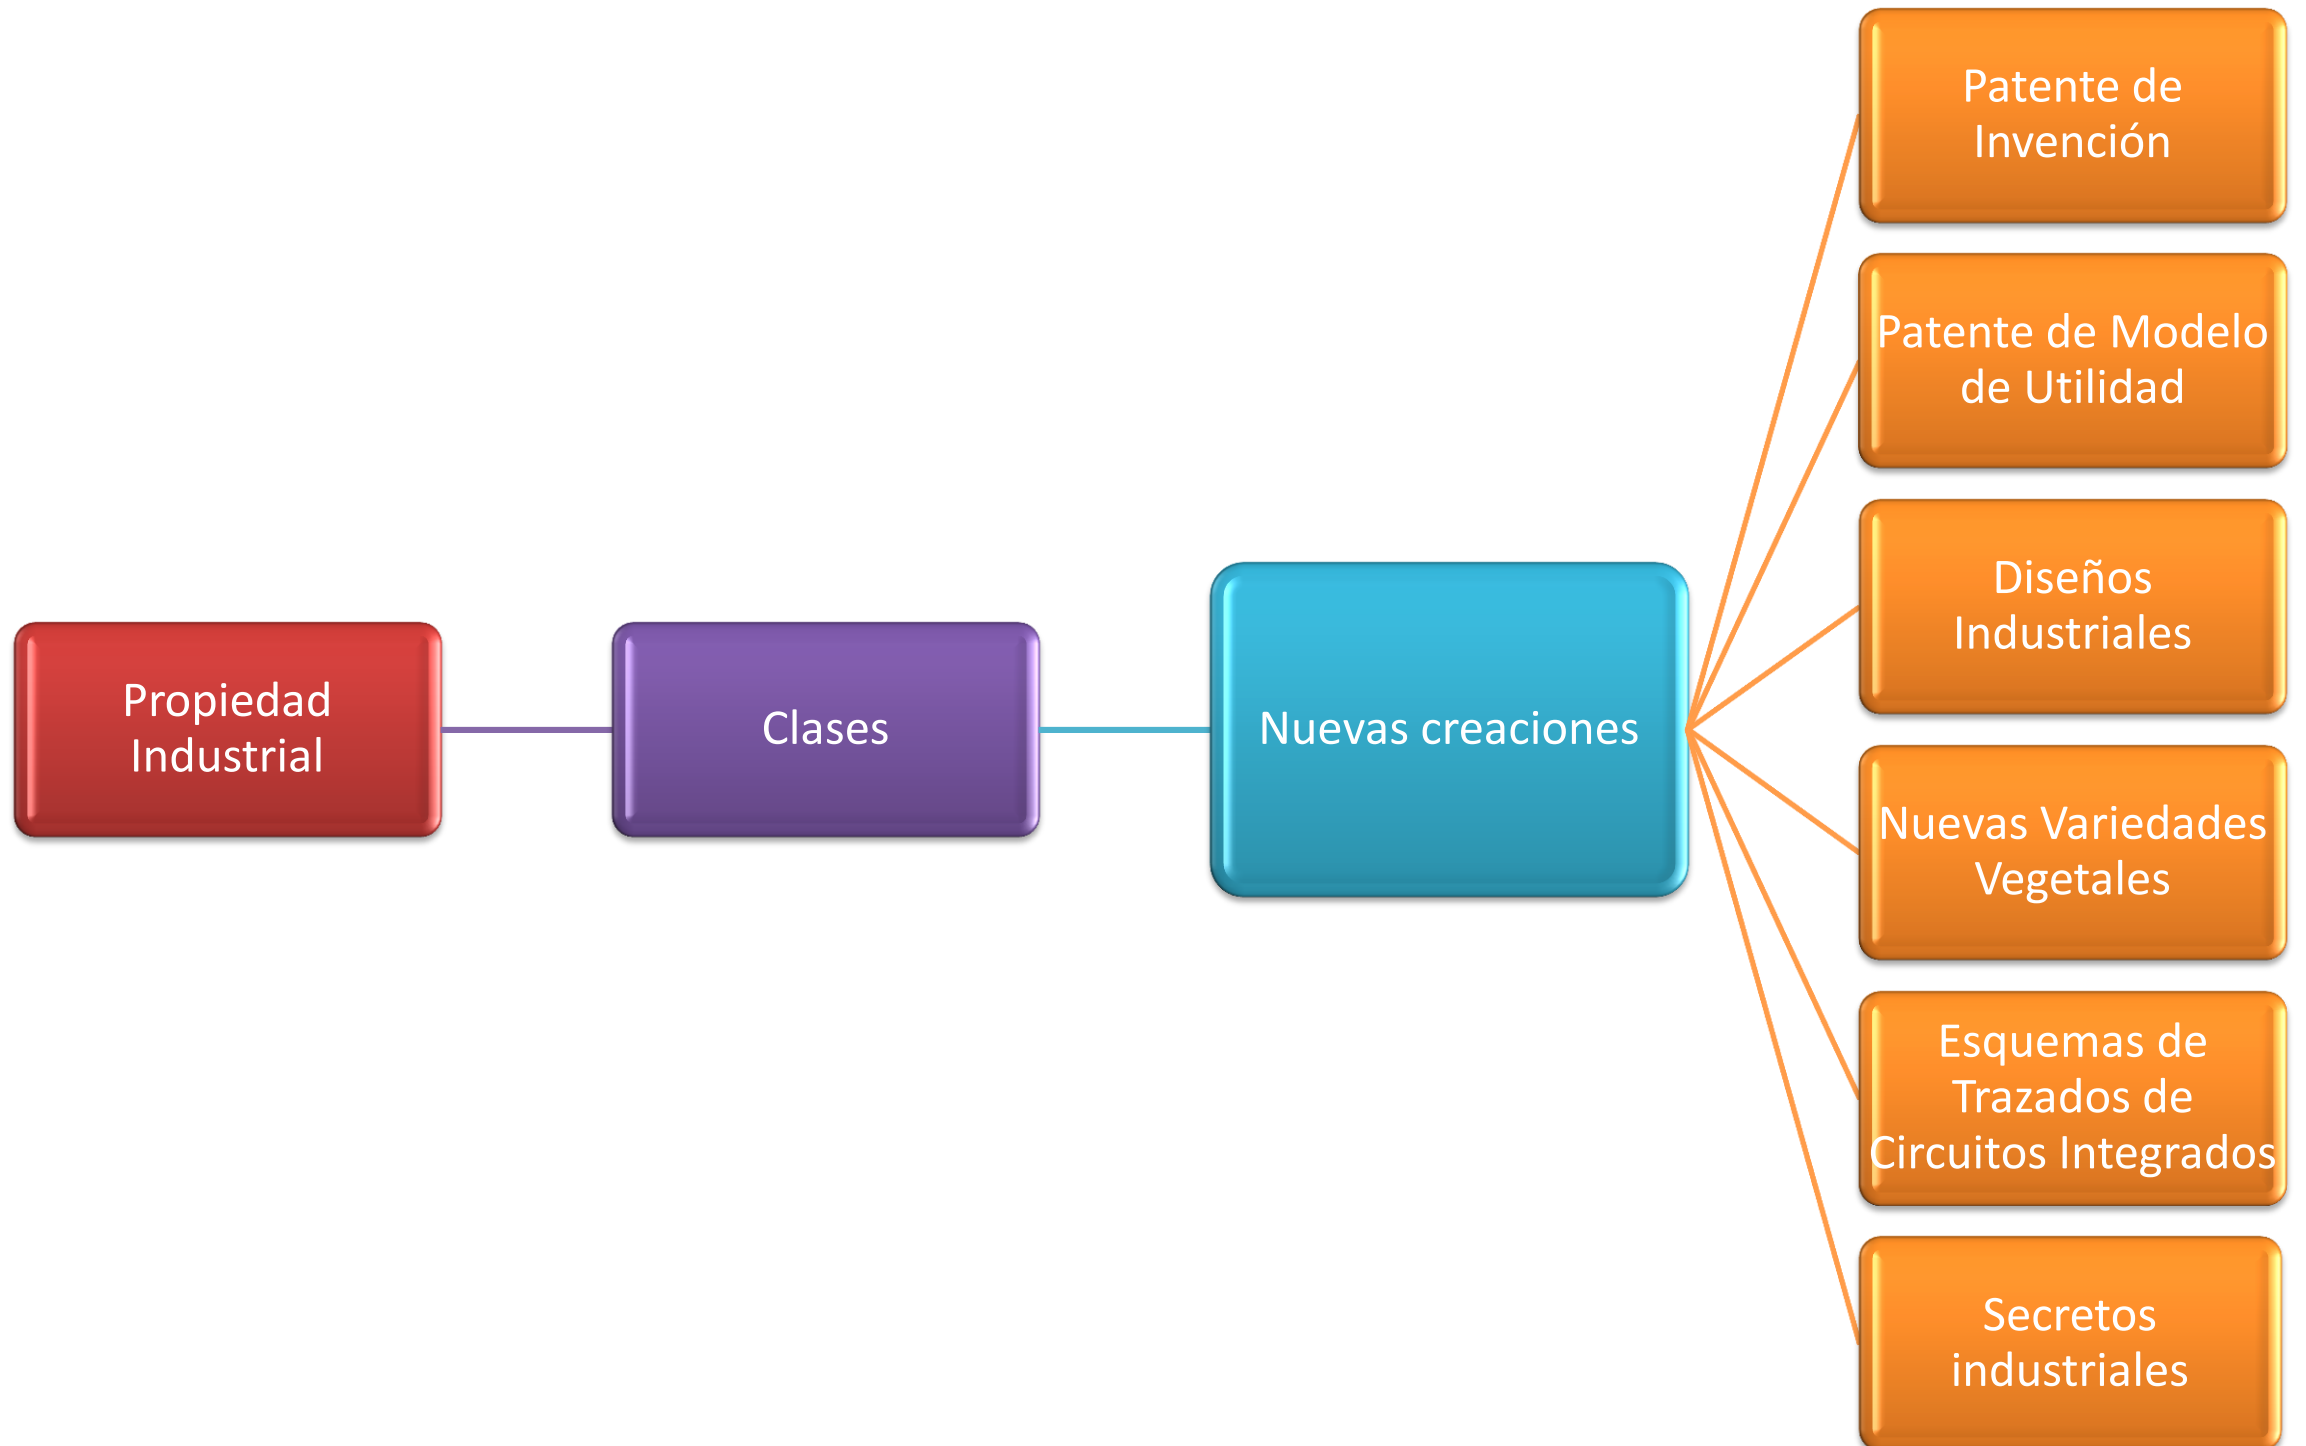 Propiedad
Industrial
Clases
Nuevas creaciones
Patente de
Invención
Patente de Modelo
de Utilidad
Diseños
Industriales
Nuevas Variedades
Vegetales
Esquemas de
Trazados de
Circuitos Integrados
Secretos
industriales